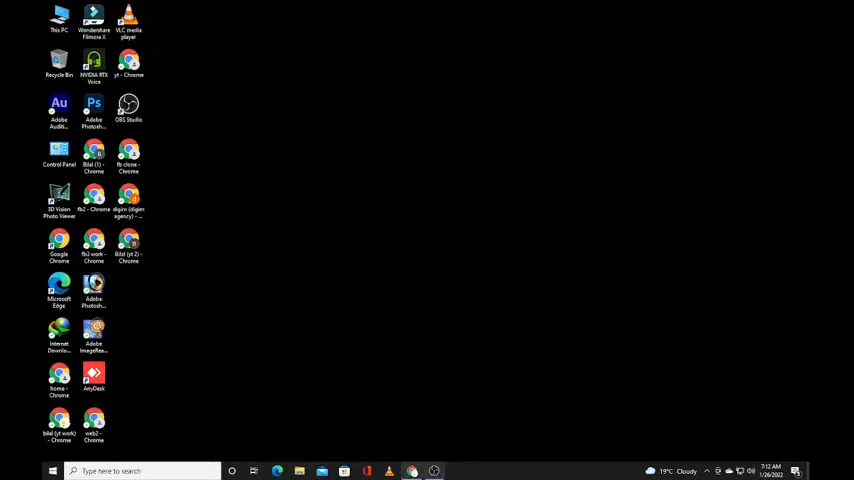 This PC
Wondershare
Filmora X
VLC media
player
Recycle Bin
NVIDIA RTX
Voice
yt - Chrome
Au
Adobe
Auditi...
Ps
Adobe
Photosh...
OBS Studio
Control Panel
Bilal (1) -
Chrome
fb clone -
Chrome
3D Vision
Photo Viewer
fb2 - Chrome
digim (digim
agency) - ...
Google
Chrome
fb3 work -
Chrome
Bilal (yt 2) -
Chrome
Microsoft
Edge
Adobe
Photosh...
Internet
Downlo...
Adobe
ImageRea...
home -
Chrome
AnyDesk
bilal (yt work)
- Chrome
web2 -
Chrome
Type here to search
19°C Cloudy
7:12 AM
1/26/2022